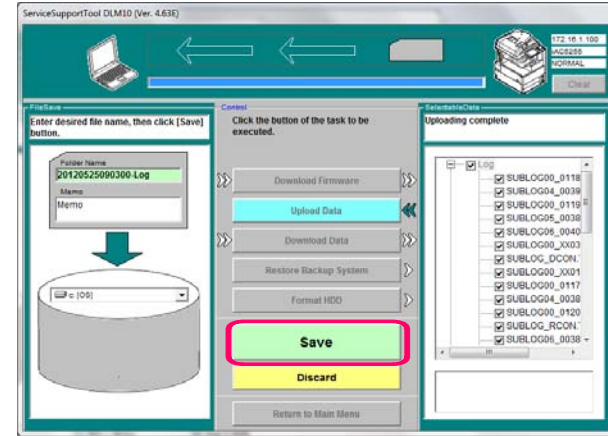 ServiceSupportTool DLM10 (Ver. 4.63E)
172.16.1.100
iAC5255
NORMAL
Clear
FileSave
Enter desired file name, then click [Save]
button.
Folder Name
20120525090300-Log
Memo
Memo
c [OS]
Control
Click the button of the task to be
executed.
Download Firmware
Upload Data
Download Data
Restore Backup System
Format HDD
Save
Discard
Return to Main Menu
SelectableData
Uploading complete
Log
SUBLOG00_0118
SUBLOG04_0039
SUBLOG00_0119
SUBLOG05_0038
SUBLOG06_0040
SUBLOG00_XX03
SUBLOG_DCON.
SUBLOG00_XX01
SUBLOG00_0117
SUBLOG04_0038
SUBLOG00_0120
SUBLOG_RCON.
SUBLOG05_0038